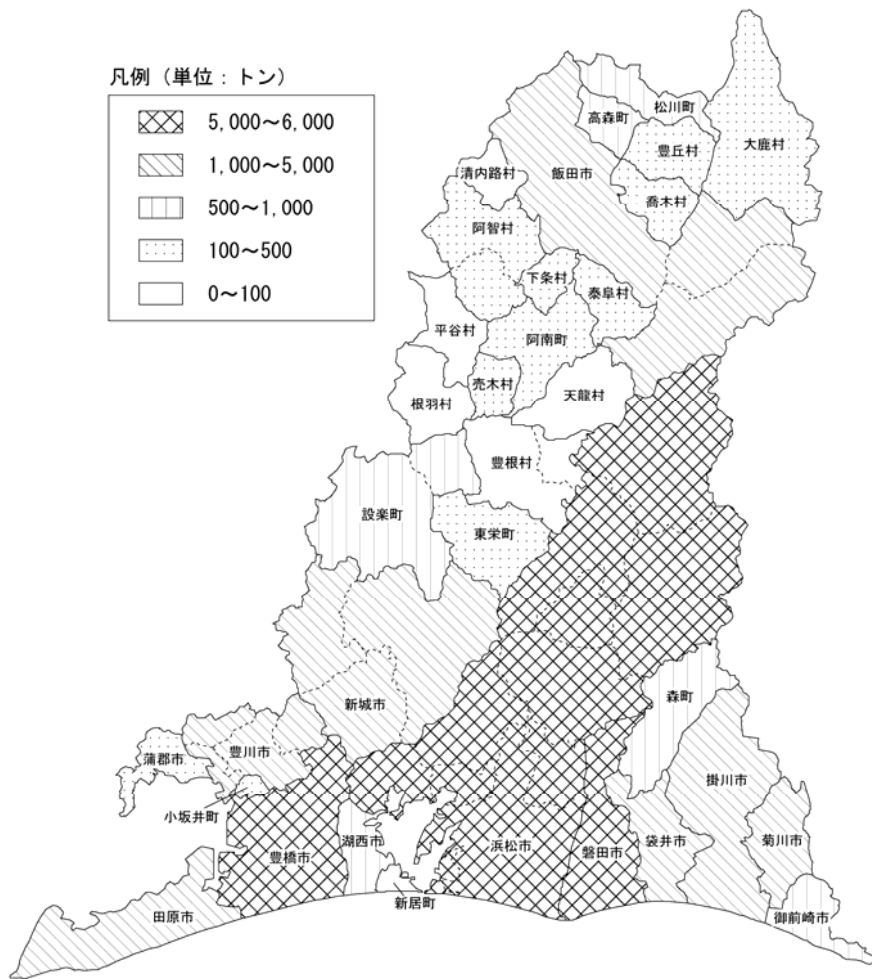 凡例（単位：トン）
5,000～6,000
1,000～5,000
500～1,000
100～500
0～100
松川町
高森町
大鹿村
豊丘村
清内路村
飯田市
喬木村
阿智村
下条村
泰阜村
平谷村
阿南町
売木村
天龍村
根羽村
豊根村
設楽町
東栄町
森町
新城市
豊川市
蒲郡市
掛川市
小坂井町
湖西市
浜松市
磐田市
袋井市
菊川市
豊橋市
新居町
田原市
御前崎市